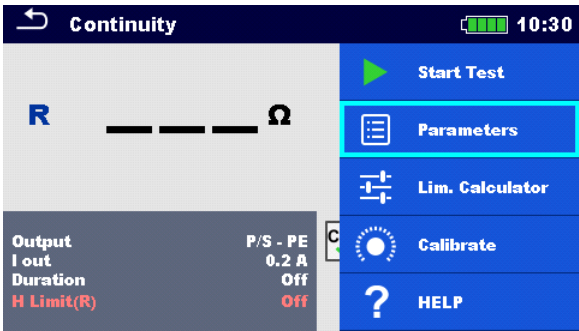 Continuity 10:30
R _ _ _ Ω
Start Test
Parameters
Lim. Calculator
Calibrate
HELP
C
Output P/S - PE
I out 0.2 A
Duration Off
H Limit(R) Off